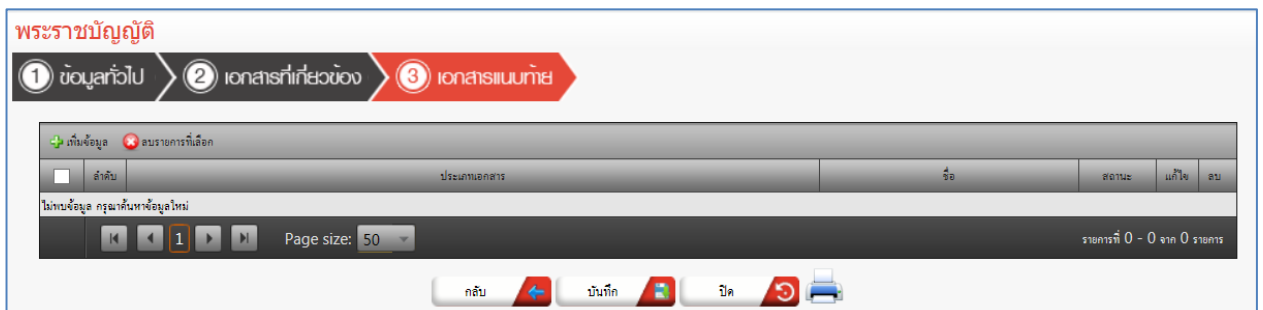 พระราชบัญญัติ
1 ข้อมูลทั่วไป 2 เอกสารที่เกี่ยวข้อง 3 เอกสารแนบท้าย
เพิ่มข้อมูล ลบรายการที่เลือก
ลำดับ ประเภทเอกสาร ชื่อ สถานะ แก้ไข ลบ
ไม่พบข้อมูล กรุณาค้นหาข้อมูลใหม่
1 Page size: 50 รายการที่ 0 - 0 จาก 0 รายการ
กลับ บันทึก ปิด